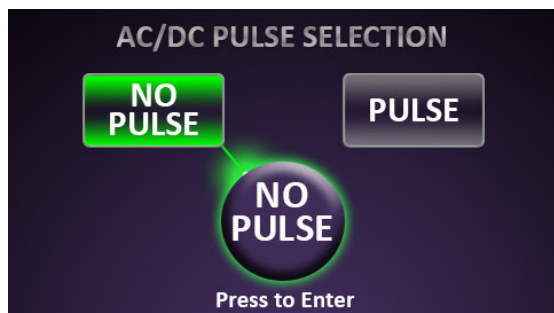 AC/DC PULSE SELECTION
NO
PULSE
PULSE
NO
PULSE
Press to Enter